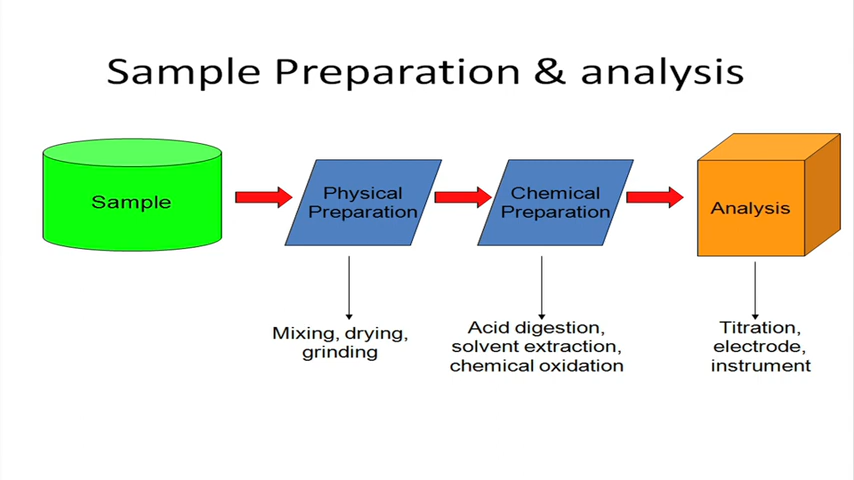 Sample Preparation & analysis
Sample
Physical
Preparation
Chemical
Preparation
Analysis
Mixing, drying,
grinding
Acid digestion,
solvent extraction,
chemical oxidation
Titration,
electrode,
instrument